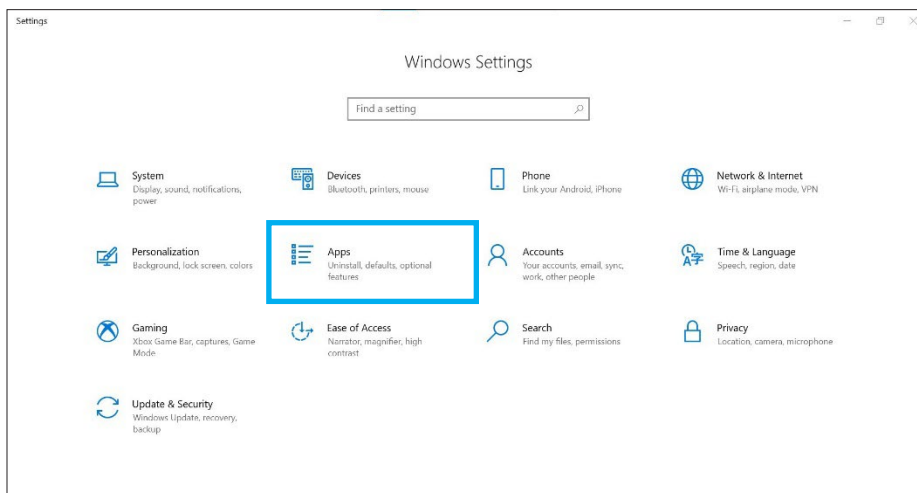 Settings
Windows Settings
Find a setting
System
Display, sound, notifications,
power
Devices
Bluetooth, printers, mouse
Phone
Link your Android, iPhone
Network & Internet
Wi-Fi, airplane mode, VPN
Personalization
Background, lock screen, colors
Apps
Uninstall, defaults, optional
features
Accounts
Your accounts, email, sync,
work, other people
Time & Language
Speech, region, date
Gaming
Xbox Game Bar, captures, Game
Mode
Ease of Access
Narrator, magnifier, high
contrast
Search
Find my files, permissions
Privacy
Location, camera, microphone
Update & Security
Windows Update, recovery,
backup